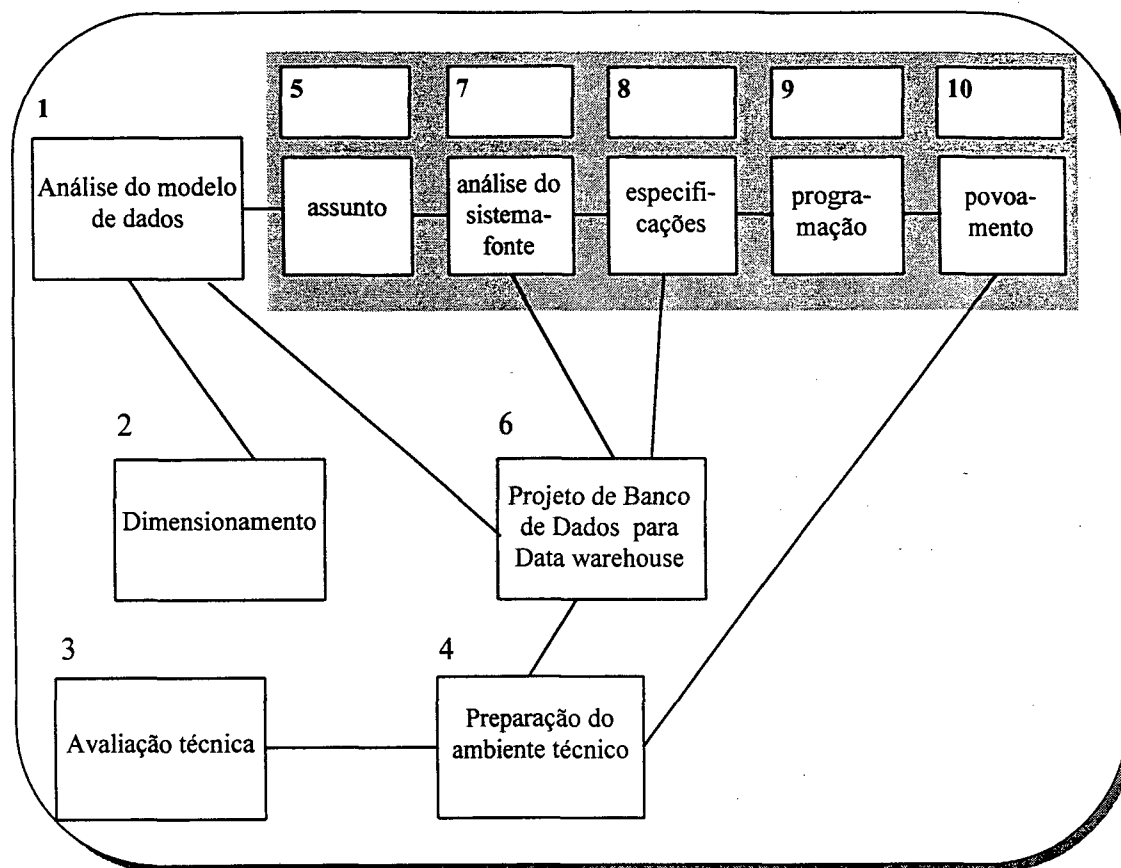 1
Análise do modelo
de dados
5
assunto
7
análise do
sistema-
fonte
8
especifi-
cações
9
progra-
mação
10
povoa-
mento
2
Dimensionamento
6
Projeto de Banco
de Dados para
Data warehouse
3
Avaliação técnica
4
Preparação do
ambiente técnico